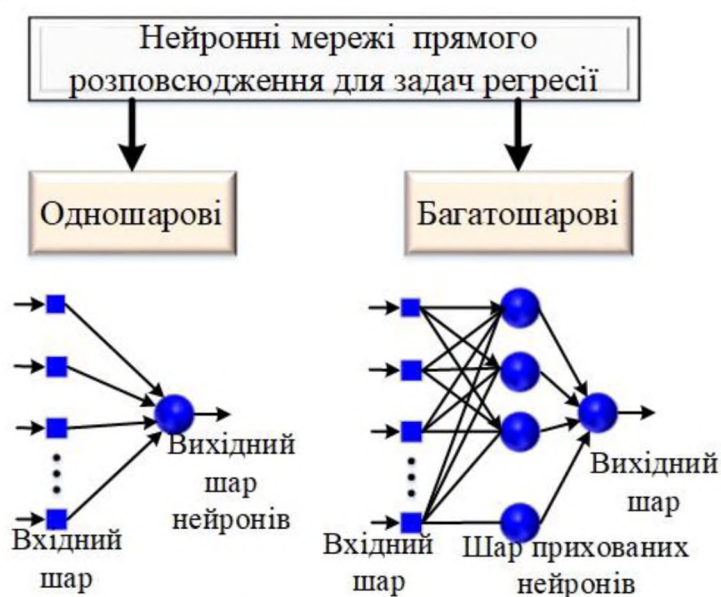 Нейронні мережі прямого
розповсюдження для задач регресії
Одношарові
Багатошарові
Вихідний
шар
нейронів
Вхідний
шар
Вихідний
шар
Вхідний
шар
Шар прихованих
нейронів